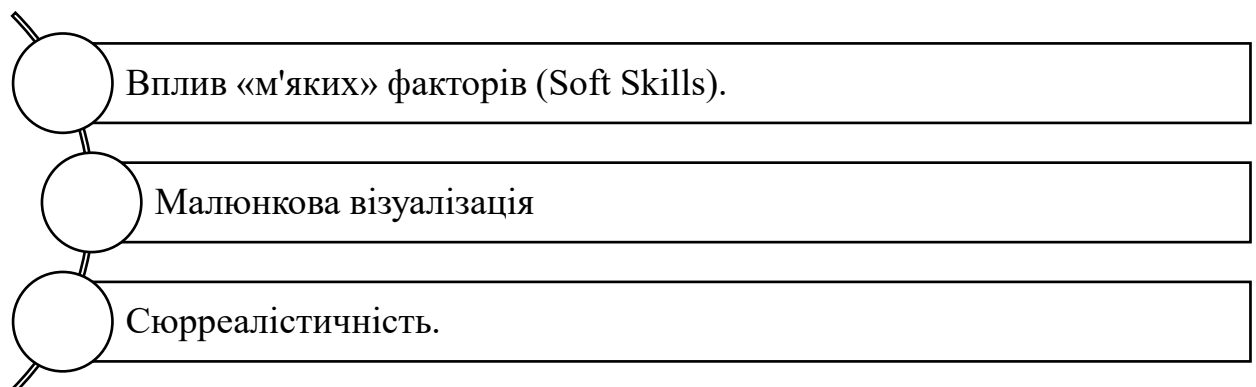 Вплив «м'яких» факторів (Soft Skills).
Малюнкова візуалізація
Сюрреалістичність.